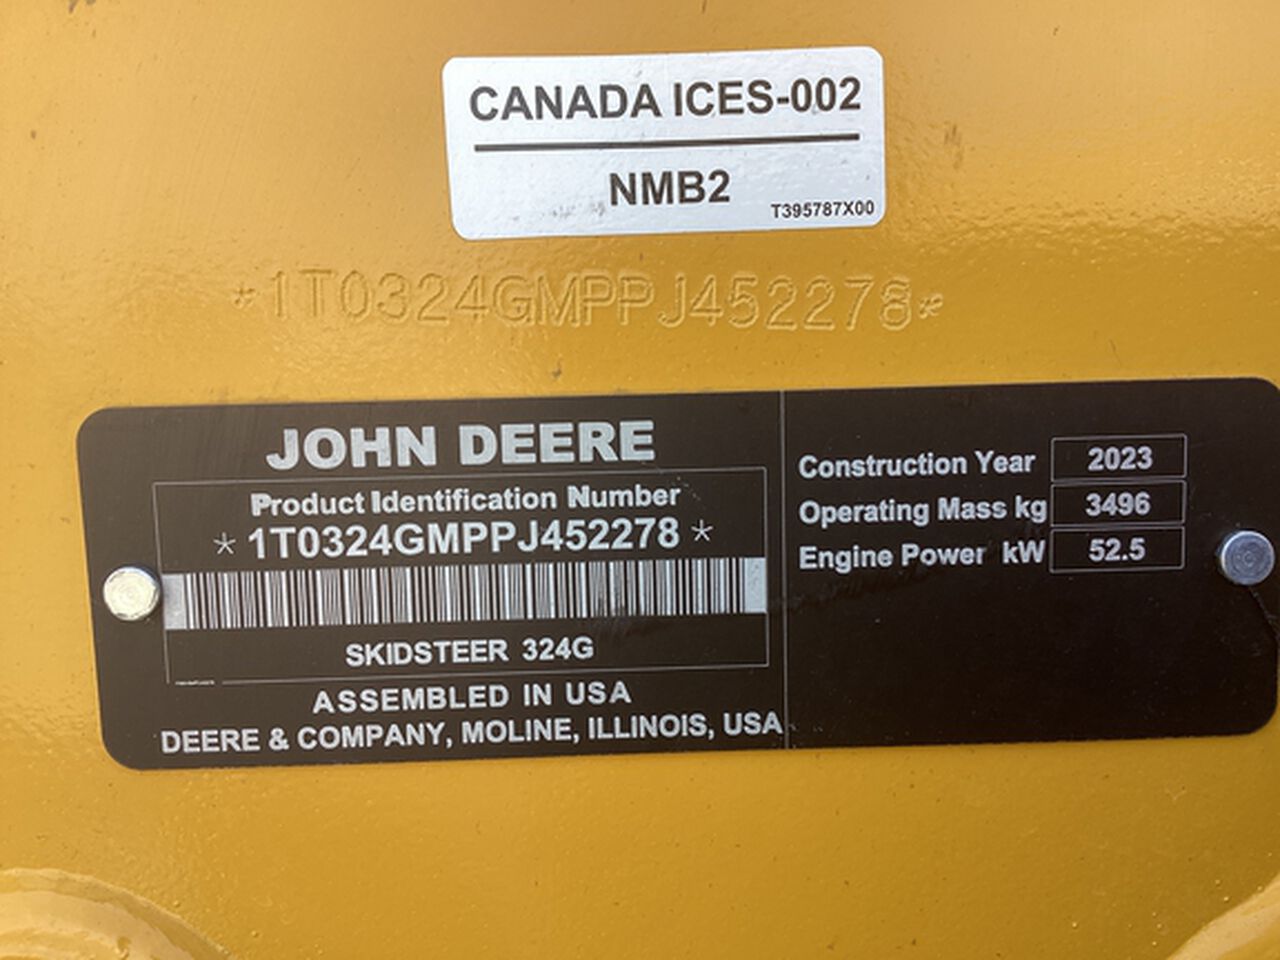 CANADA ICES-002
NMB2
T395787X00
*1T0324GMPPJ452278*
JOHN DEERE
Product Identification Number
*1T0324GMPPJ452278*
SKIDSTEER 324G
ASSEMBLED IN USA
DEERE & COMPANY, MOLINE, ILLINOIS, USA
Construction Year 2023
Operating Mass kg 3496
Engine Power kW 52.5